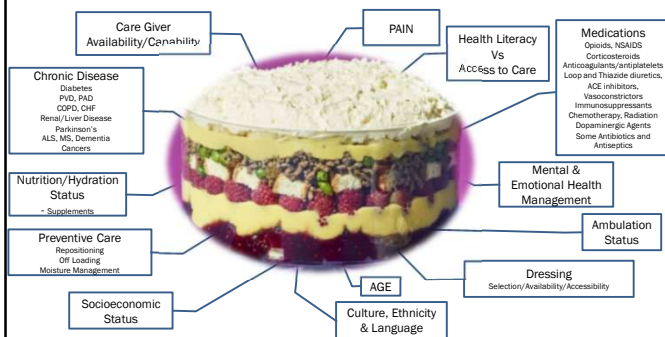 Care Giver
Availability/Capability
PAIN
Health Literacy
Vs
Access to Care
Medications
Opioids, NSAIDS
Corticosteroids
Anticoagulants/antiplatelets
Loop and Thiazide diuretics,
ACE inhibitors,
Vasoconstrictors
Immunosuppressants
Chemotherapy, Radiation
Dopaminergic Agents
Some Antibiotics and
Antiseptics
Chronic Disease
Diabetes
PVD, PAD
COPD, CHF
Renal/Liver Disease
Parkinson's
ALS, MS, Dementia
Cancers
Nutrition/Hydration
Status
- Supplements
Mental &
Emotional Health
Management
Preventive Care
Repositioning
Off Loading
Moisture Management
Ambulation
Status
Dressing
Selection/Availability/Accessibility
Socioeconomic
Status
AGE
Culture, Ethnicity
& Language